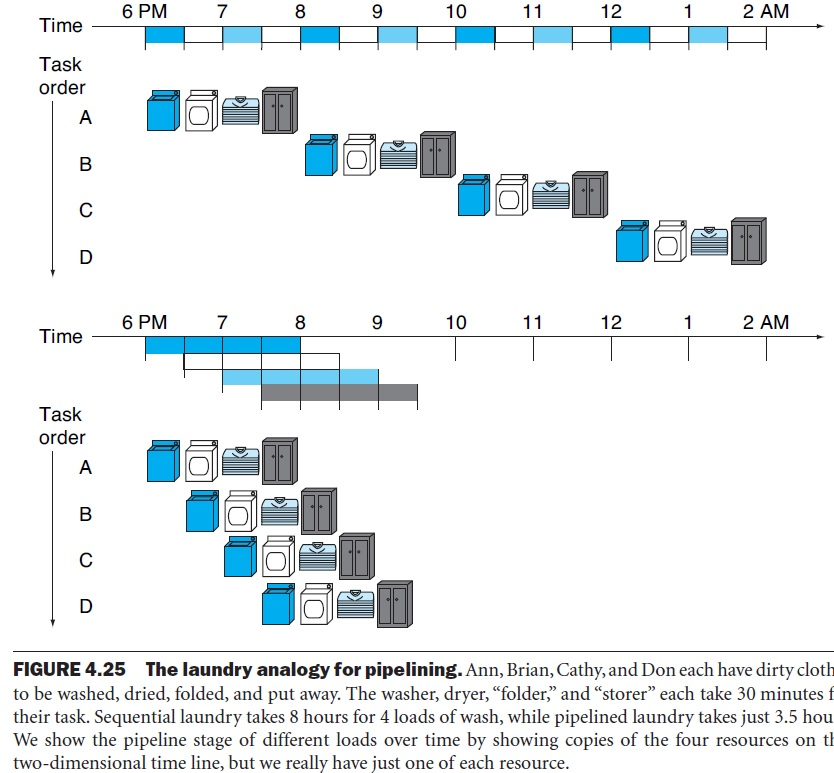 6 PM 7 8 9 10 11 12 1 2 AM
Time
Task
order
A
B
C
D
6 PM 7 8 9 10 11 12 1 2 AM
Time
Task
order
A
B
C
D
FIGURE 4.25 The laundry analogy for pipelining. Ann, Brian, Cathy, and Don each have dirty cloth
to be washed, dried, folded, and put away. The washer, dryer, “folder,” and “storer” each take 30 minutes f
their task. Sequential laundry takes 8 hours for 4 loads of wash, while pipelined laundry takes just 3.5 hou
We show the pipeline stage of different loads over time by showing copies of the four resources on th
two-dimensional time line, but we really have just one of each resource.